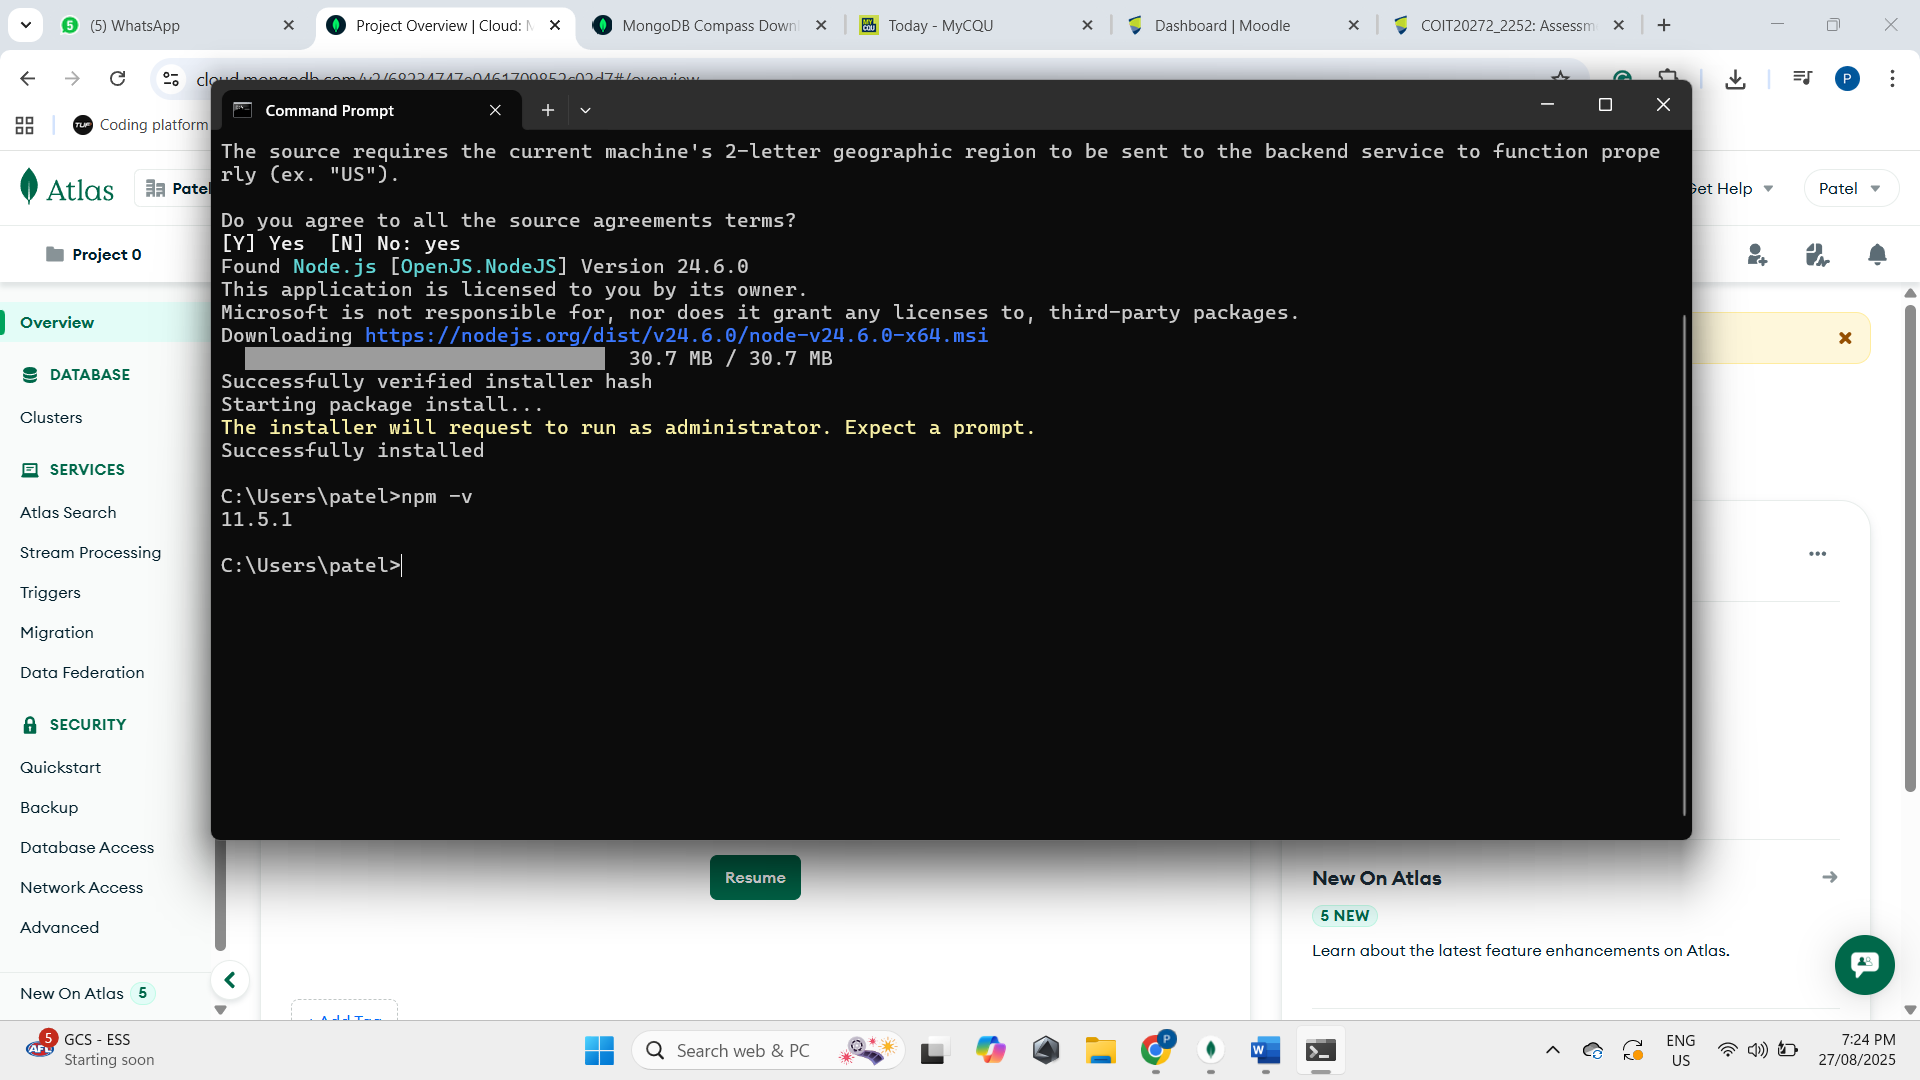 (5) WhatsApp
Project Overview | Cloud: M
MongoDB Compass Downl
Today - MyCQU
Dashboard | Moodle
COIT20272_2252: Assessm
P
Coding platform
Command Prompt
The source requires the current machine's 2-letter geographic region to be sent to the backend service to function prope
rly (ex. "US").
Do you agree to all the source agreements terms?
[Y] Yes  [N] No: yes
Found Node.js [OpenJS.NodeJS] Version 24.6.0
This application is licensed to you by its owner.
Microsoft is not responsible for, nor does it grant any licenses to, third-party packages.
Downloading https://nodejs.org/dist/v24.6.0/node-v24.6.0-x64.msi
30.7 MB / 30.7 MB
Successfully verified installer hash
Starting package install...
The installer will request to run as administrator. Expect a prompt.
Successfully installed
C:\Users\patel>npm -v
11.5.1
C:\Users\patel>
Atlas
Patel
Get Help
Patel
Project 0
Overview
DATABASE
Clusters
SERVICES
Atlas Search
Stream Processing
Triggers
Migration
Data Federation
SECURITY
Quickstart
Backup
Database Access
Network Access
Advanced
New On Atlas 5
Resume
New On Atlas
5 NEW
Learn about the latest feature enhancements on Atlas.
5
GCS - ESS
Starting soon
Search web & PC
ENG
US
7:24 PM
27/08/2025